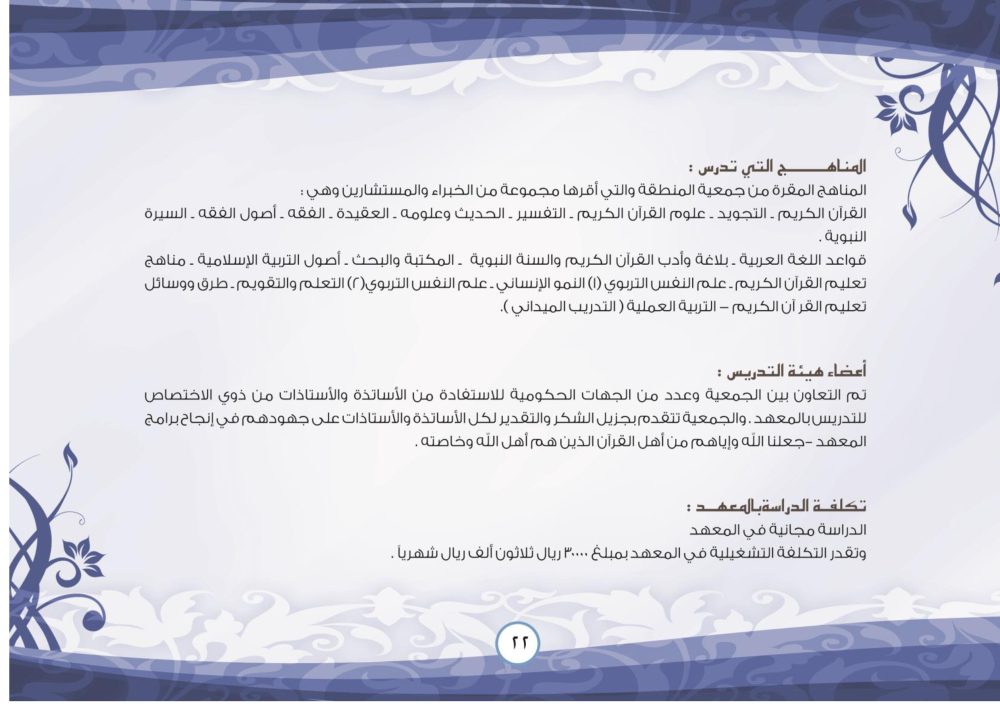 المناهج التي تدرس :
المناهج المقرة من جمعية المنطقة والتي أقرها مجموعة من الخبراء والمستشارين وهي :
القرآن الكريم ـ التجويد ـ علوم القرآن الكريم ـ التفسير ـ الحديث وعلومه ـ العقيدة ـ الفقه ـ أصول الفقه ـ السيرة
النبوية .
قواعد اللغة العربية ـ بلاغة وأدب القرآن الكريم والسنة النبوية ـ المكتبة والبحث ـ أصول التربية الإسلامية ـ مناهج
تعليم القرآن الكريم ـ علم النفس التربوي (١) النمو الإنساني ـ علم النفس التربوي(٢) التعلم والتقويم ـ طرق ووسائل
تعليم القر آن الكريم – التربية العملية ( التدريب الميداني ).
أعضاء هيئة التدريس :
تم التعاون بين الجمعية وعدد من الجهات الحكومية للاستفادة من الأساتذة والأستاذات من ذوي الاختصاص
للتدريس بالمعهد . والجمعية تتقدم بجزيل الشكر والتقدير لكل الأساتذة والأستاذات على جهودهم في إنجاح برامج
المعهد -جعلنا الله وإياهم من أهل القرآن الذين هم أهل الله وخاصته .
تكلفة الدراسةبالمعهد :
الدراسة مجانية في المعهد
وتقدر التكلفة التشغيلية في المعهد بمبلغ ٣٠٠٠٠ ريال ثلاثون ألف ريال شهرياً .
٢٢